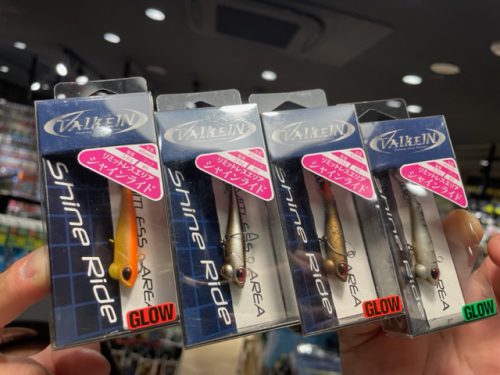 VALKEIN
リミットレスエリア
シャインライド
Shine Ride
LIMITLESS AREA
GLOW
VALKEIN
リミットレスエリア
シャインライド
Shine Ride
AREA
VALKEIN
リミットレスエリア
シャインライド
Shine Ride
AREA
GLOW
VALKEIN
リミットレスエリア
シャインライド
Shine Ride
GLOW